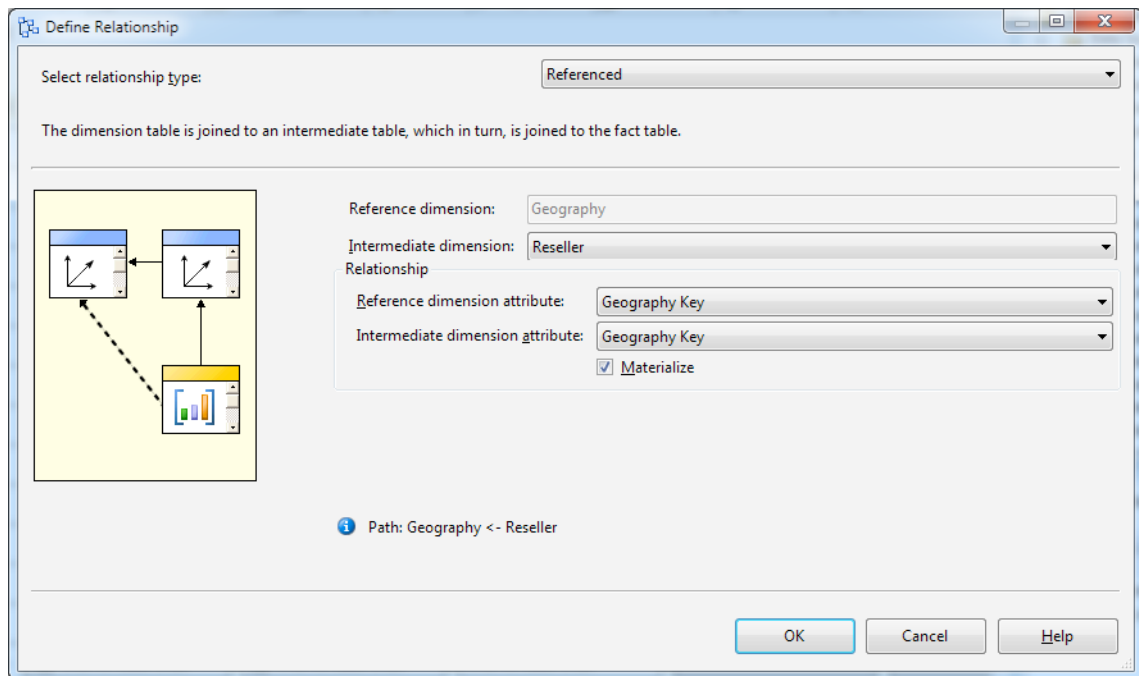 Define Relationship
Select relationship type:
Referenced
The dimension table is joined to an intermediate table, which in turn, is joined to the fact table.
Reference dimension:
Geography
Intermediate dimension:
Reseller
Relationship
Reference dimension attribute:
Geography Key
Intermediate dimension attribute:
Geography Key
Materialize
Path: Geography <- Reseller
OK
Cancel
Help